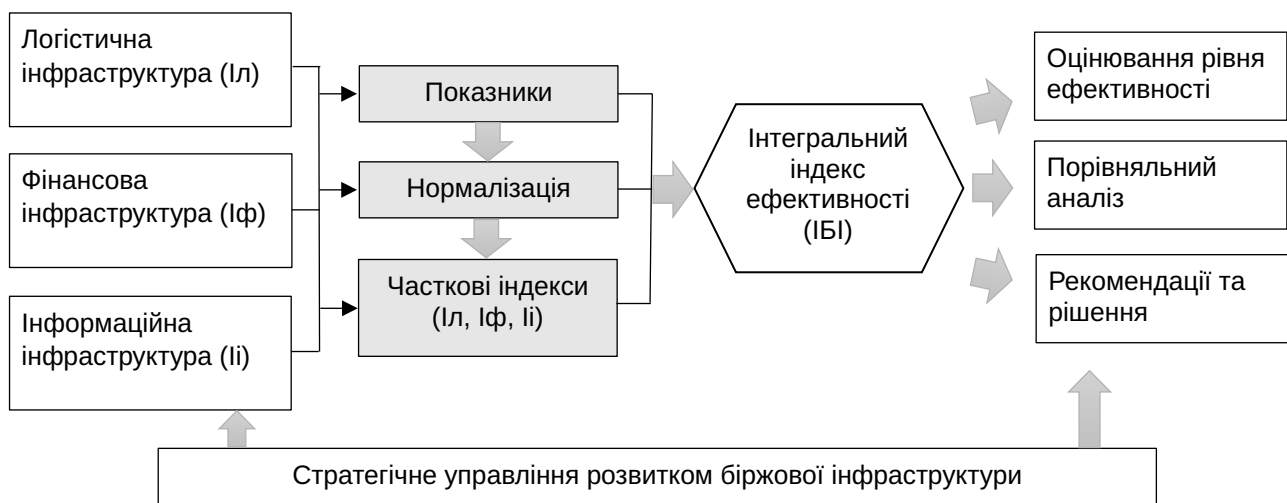 Логістична
інфраструктура (Іл)
Фінансова
інфраструктура (Іф)
Інформаційна
інфраструктура (Іі)
Показники
Нормалізація
Часткові індекси
(Іл, Іф, Іі)
Інтегральний
індекс
ефективності
(ІБІ)
Оцінювання рівня
ефективності
Порівняльний
аналіз
Рекомендації та
рішення
Стратегічне управління розвитком біржової інфраструктури